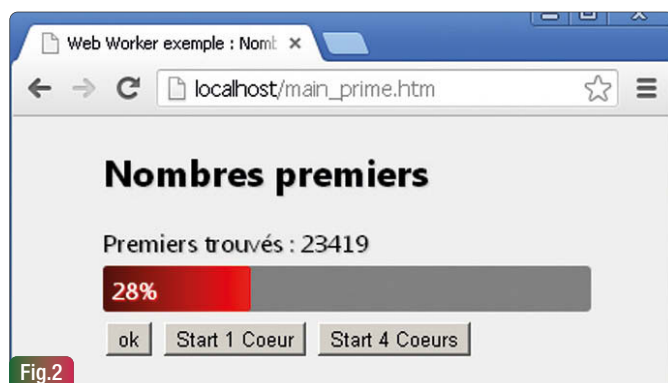 Web Worker exemple : Nom
localhost/main_prime.htm
Nombres premiers
Premiers trouvés : 23419
28%
ok Start 1 Coeur Start 4 Coeurs
Fig.2